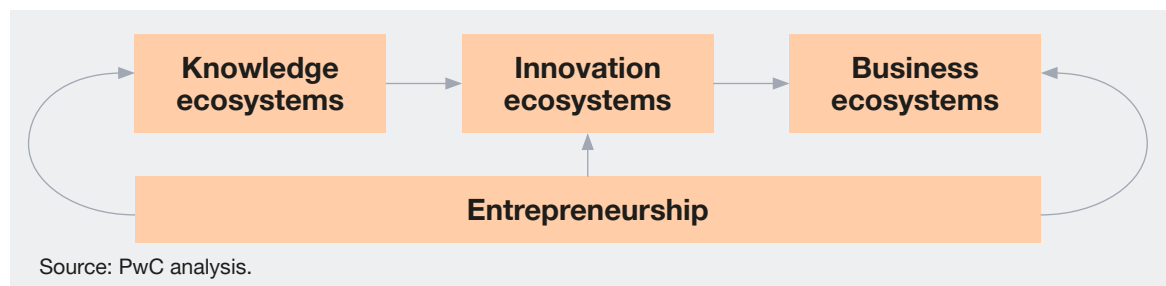 Knowledge
ecosystems
Innovation
ecosystems
Business
ecosystems
Entrepreneurship
Source: PwC analysis.